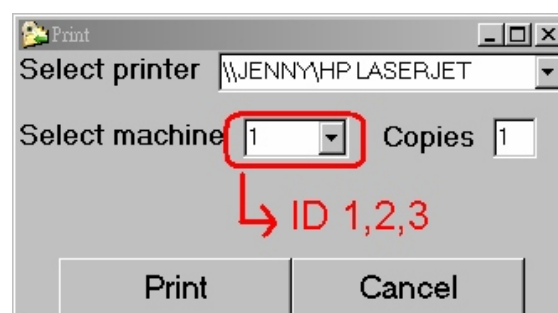 Print
Select printer \\JENNY\HP LASERJET
Select machine 1 Copies 1
ID 1,2,3
Print Cancel